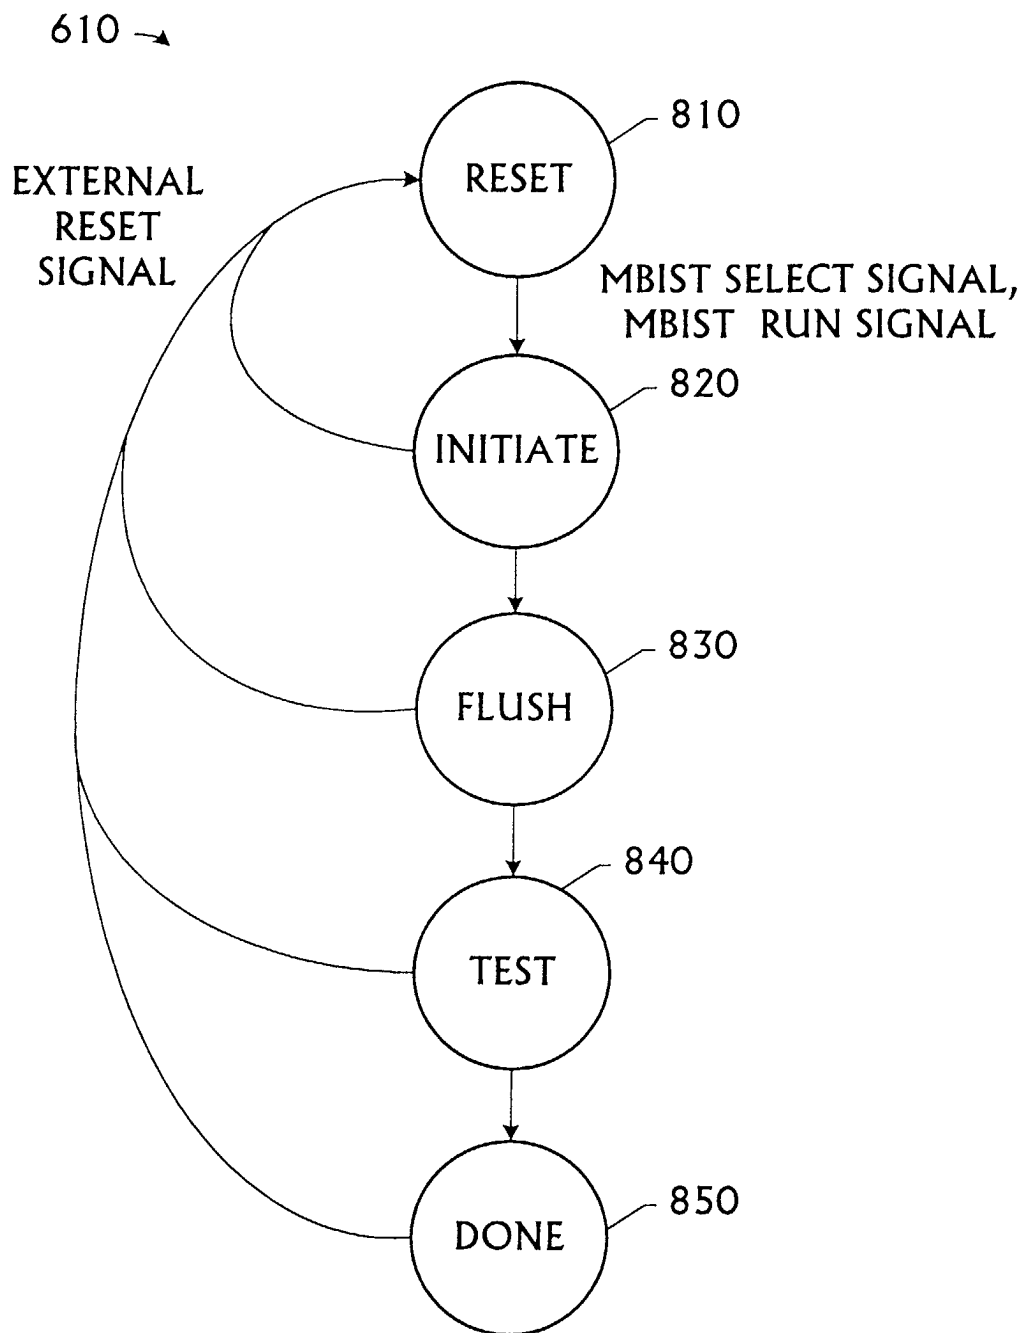 610
810
RESET
EXTERNAL
RESET
SIGNAL
MBIST SELECT SIGNAL,
MBIST RUN SIGNAL
820
INITIATE
830
FLUSH
840
TEST
850
DONE